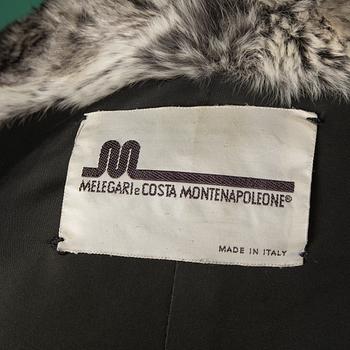 M
MELEGARI e COSTA MONTENAPOLEONE®
MADE IN ITALY